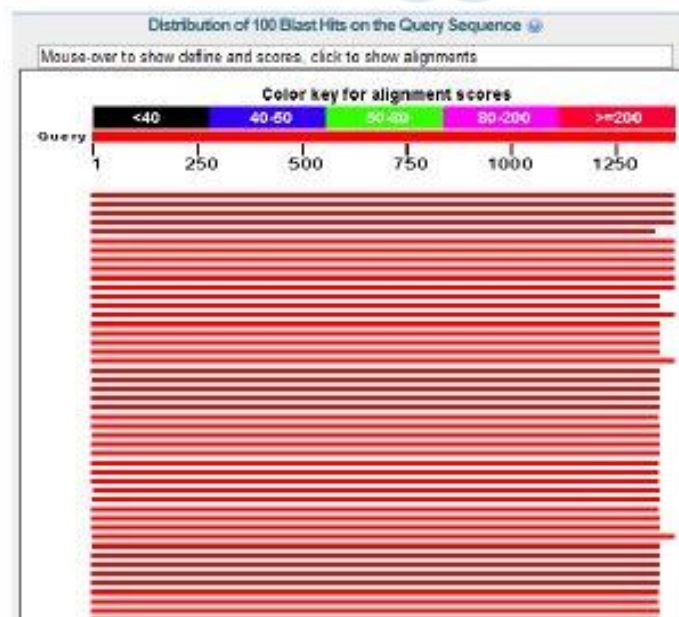 Distribution of 100 Blast Hits on the Query Sequence
Mouse-over to show define and scores, click to show alignments
Color key for alignment scores
<40 40-50 50-80 80-200 >=200
Query
1 250 500 750 1000 1250